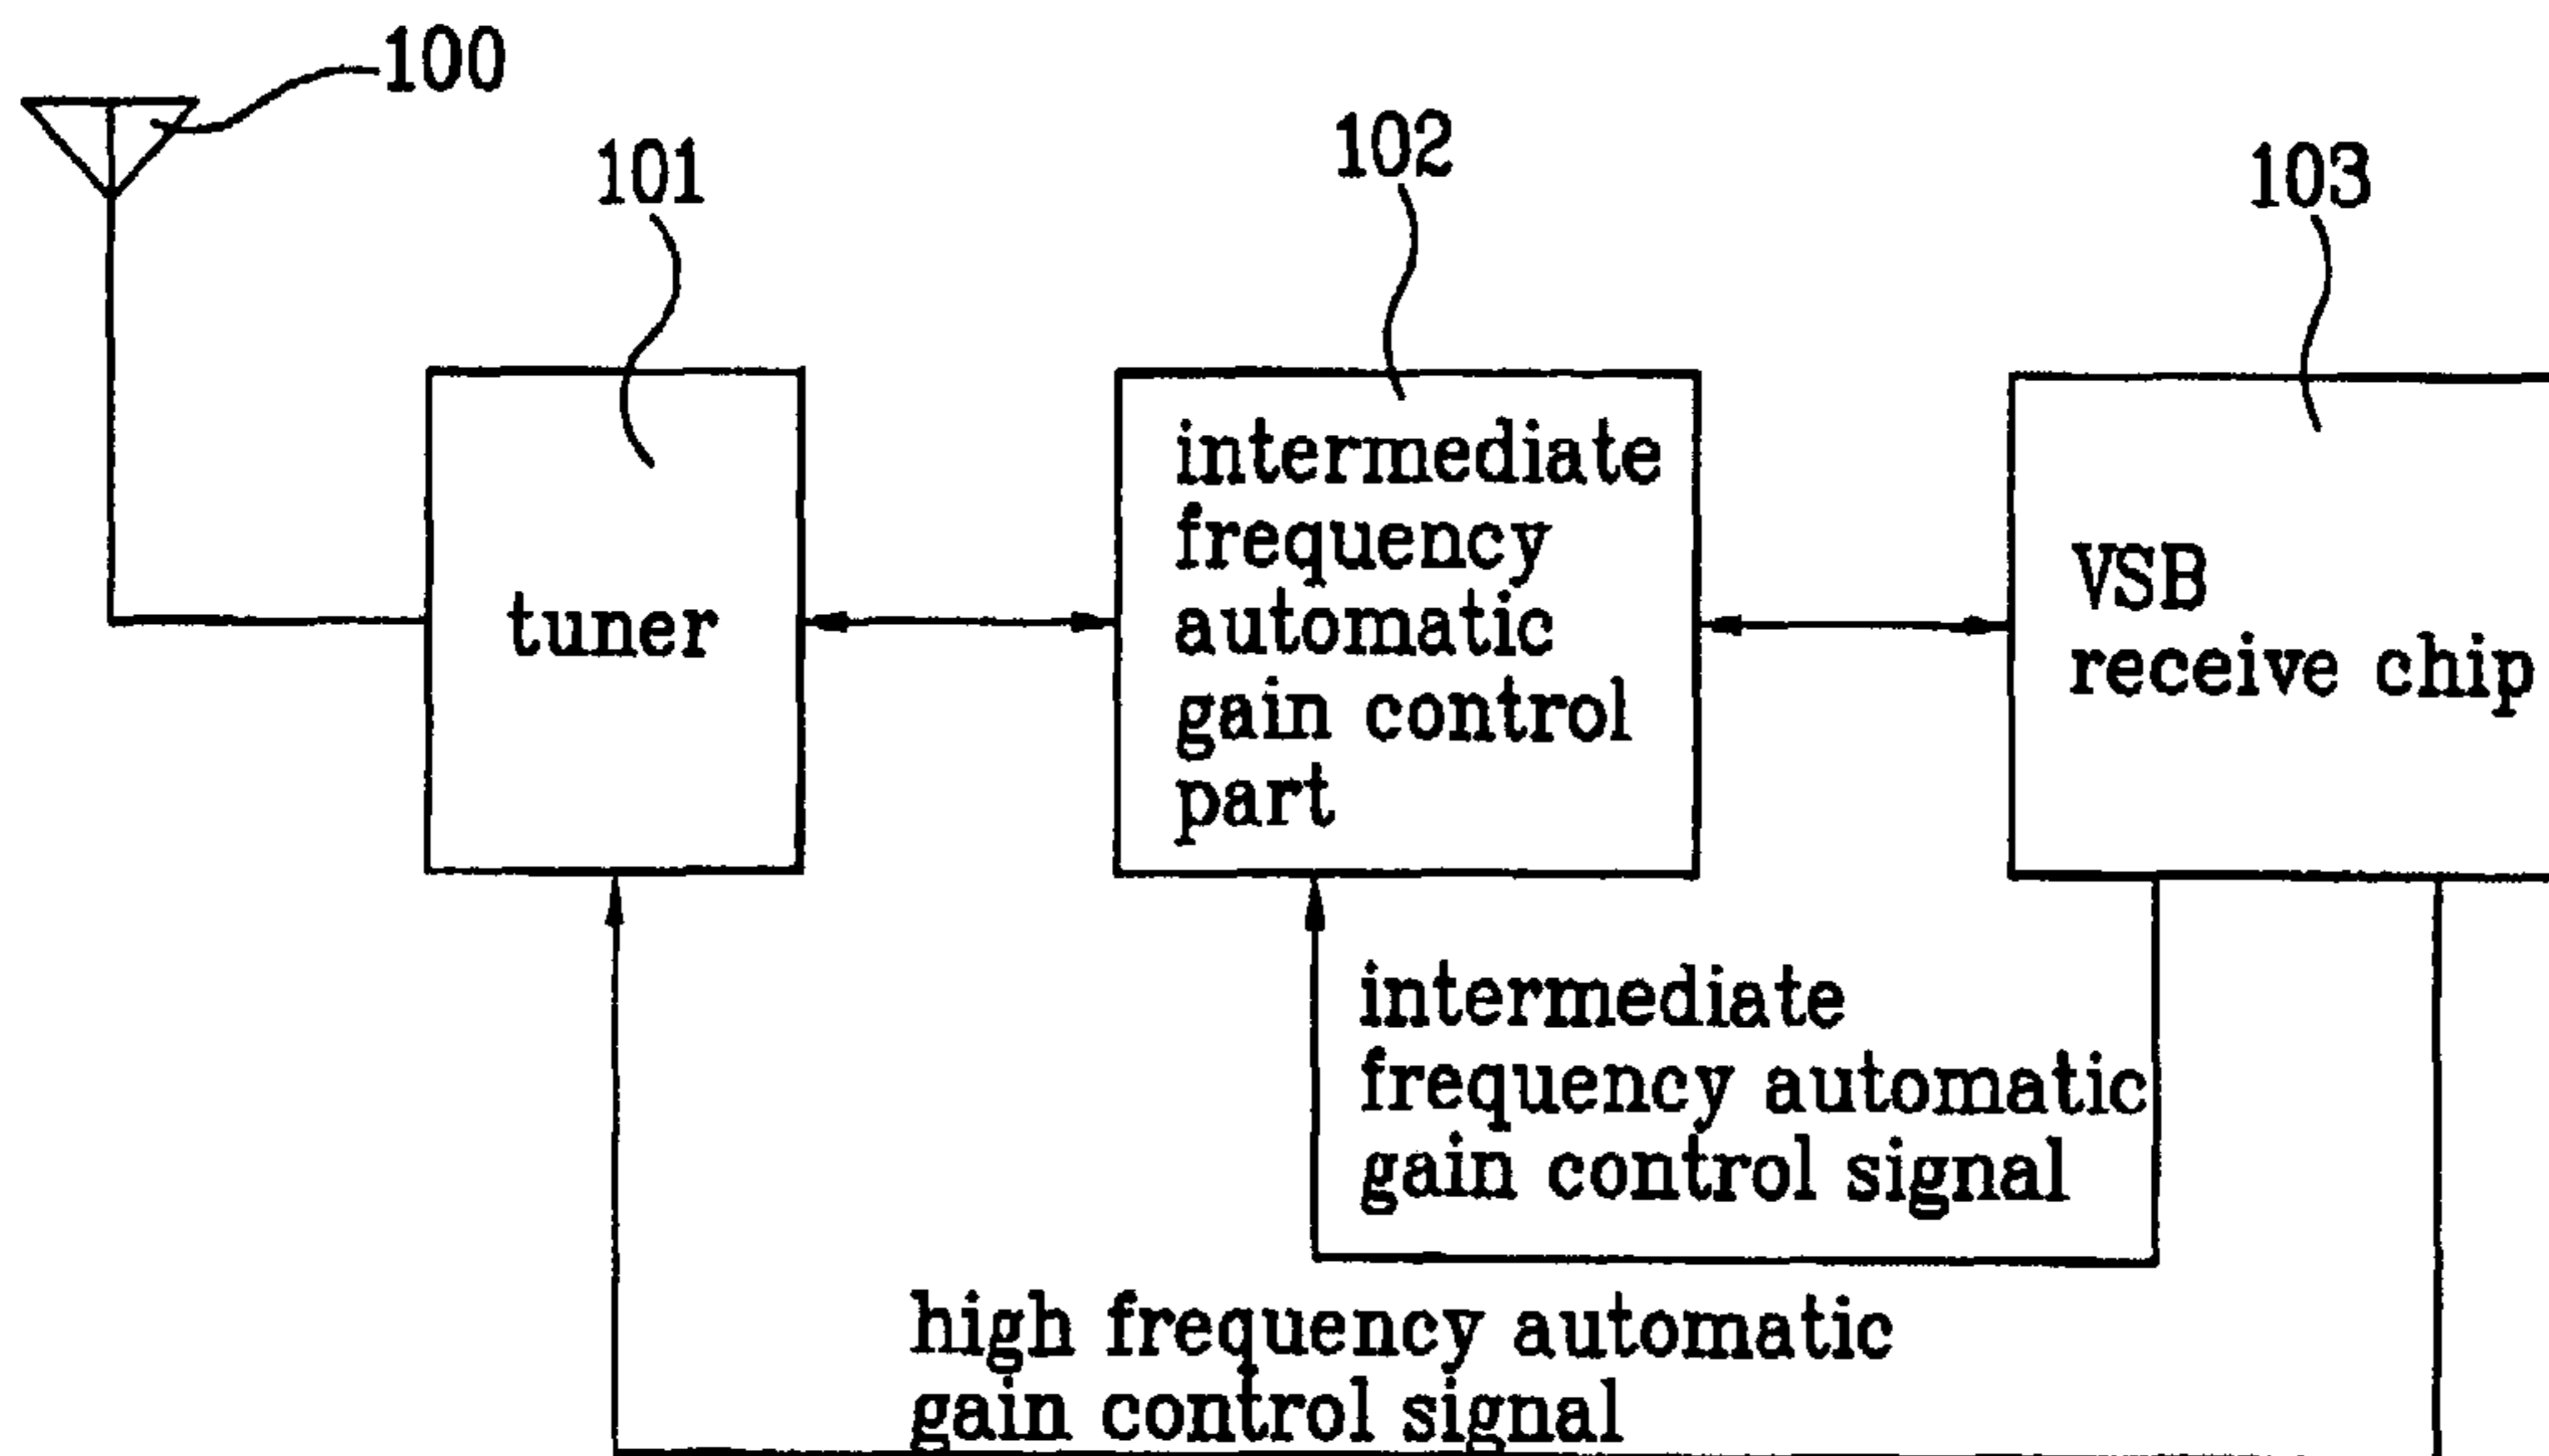 100
101
102
103
tuner
intermediate
frequency
automatic
gain control
part
VSB
receive chip
intermediate
frequency automatic
gain control signal
high frequency automatic
gain control signal